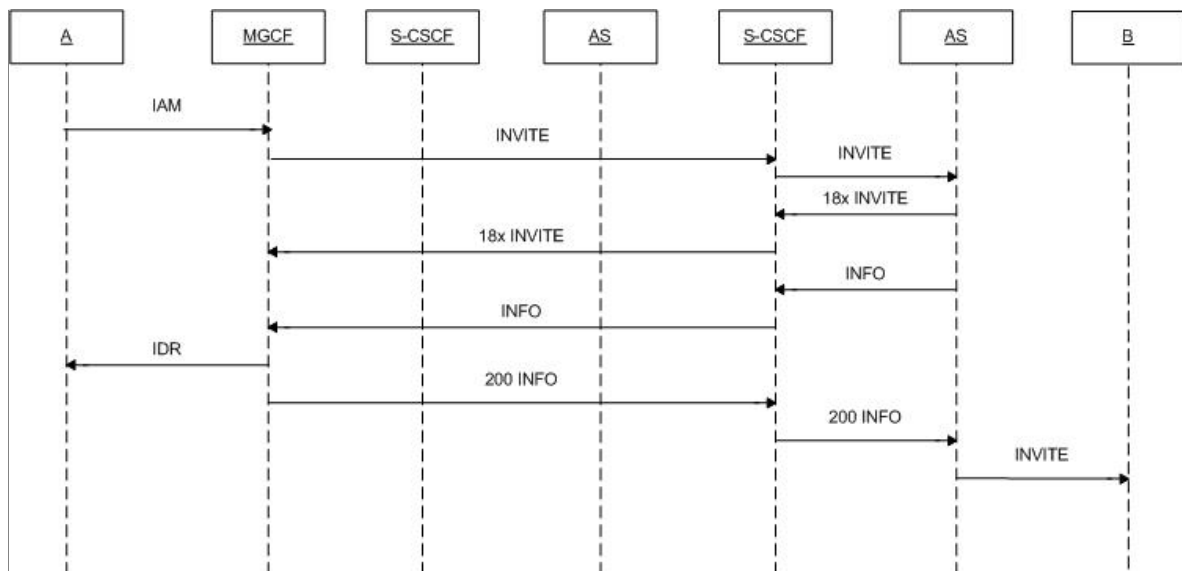 A
MGCF
S-CSCF
AS
S-CSCF
AS
B
IAM
INVITE
INVITE
18x INVITE
18x INVITE
INFO
INFO
IDR
200 INFO
200 INFO
INVITE